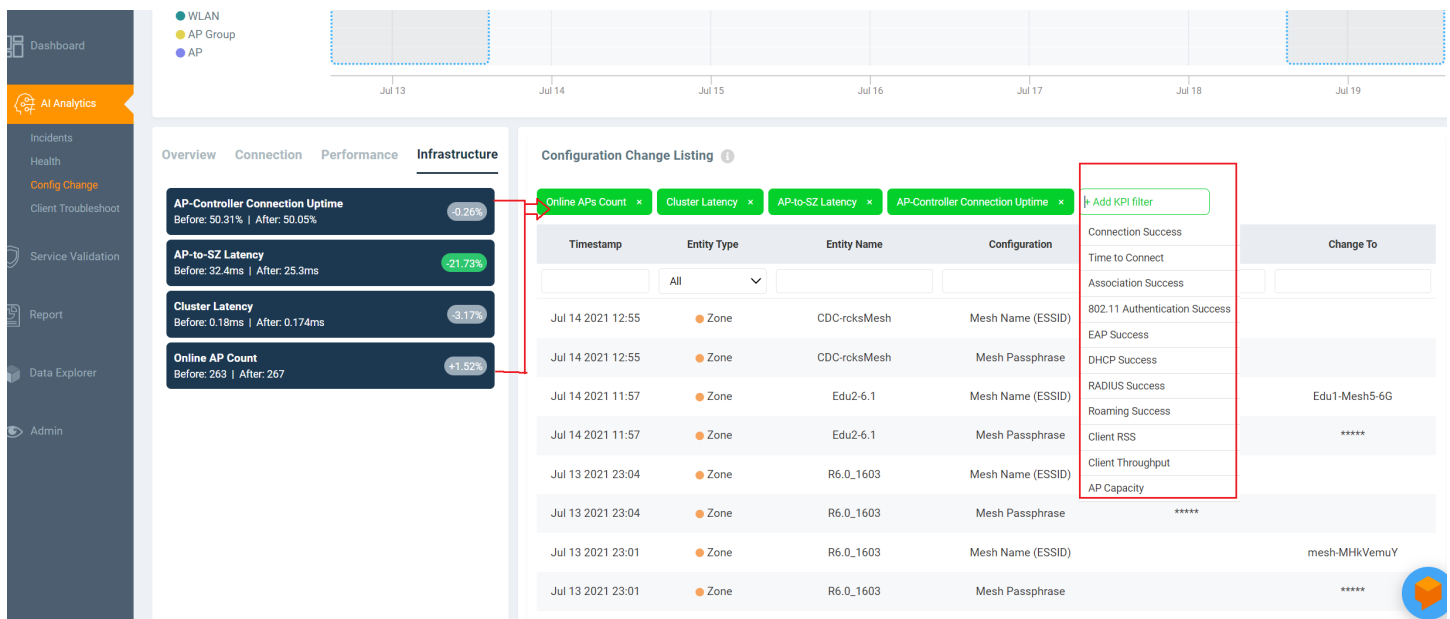 WLAN
AP Group
AP
Jul 13 Jul 14 Jul 15 Jul 16 Jul 17 Jul 18 Jul 19
Dashboard
AI Analytics
Incidents
Health
Config Change
Client Troubleshoot
Service Validation
Report
Data Explorer
Admin
Overview Connection Performance Infrastructure
AP-Controller Connection Uptime
Before: 50.31% | After: 50.05%
-0.26%
AP-to-SZ Latency
Before: 32.4ms | After: 25.3ms
-21.73%
Cluster Latency
Before: 0.18ms | After: 0.174ms
-3.17%
Online AP Count
Before: 263 | After: 267
+1.52%
Configuration Change Listing i
Online APs Count × Cluster Latency × AP-to-SZ Latency × AP-Controller Connection Uptime × + Add KPI filter
Connection Success
Time to Connect
Association Success
802.11 Authentication Success
EAP Success
DHCP Success
RADIUS Success
Roaming Success
Client RSS
Client Throughput
AP Capacity
Timestamp Entity Type Entity Name Configuration Change To
All
Jul 14 2021 12:55 Zone CDC-rcksMesh Mesh Name (ESSID)
Jul 14 2021 12:55 Zone CDC-rcksMesh Mesh Passphrase
Jul 14 2021 11:57 Zone Edu2-6.1 Mesh Name (ESSID) Edu1-Mesh5-6G
Jul 14 2021 11:57 Zone Edu2-6.1 Mesh Passphrase *****
Jul 13 2021 23:04 Zone R6.0_1603 Mesh Name (ESSID)
Jul 13 2021 23:04 Zone R6.0_1603 Mesh Passphrase *****
Jul 13 2021 23:01 Zone R6.0_1603 Mesh Name (ESSID) mesh-MHkVemuY
Jul 13 2021 23:01 Zone R6.0_1603 Mesh Passphrase *****